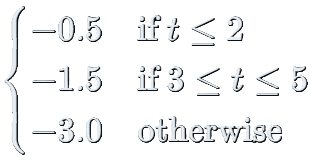 −0.5 if t ≤ 2
−1.5 if 3 ≤ t ≤ 5
−3.0 otherwise